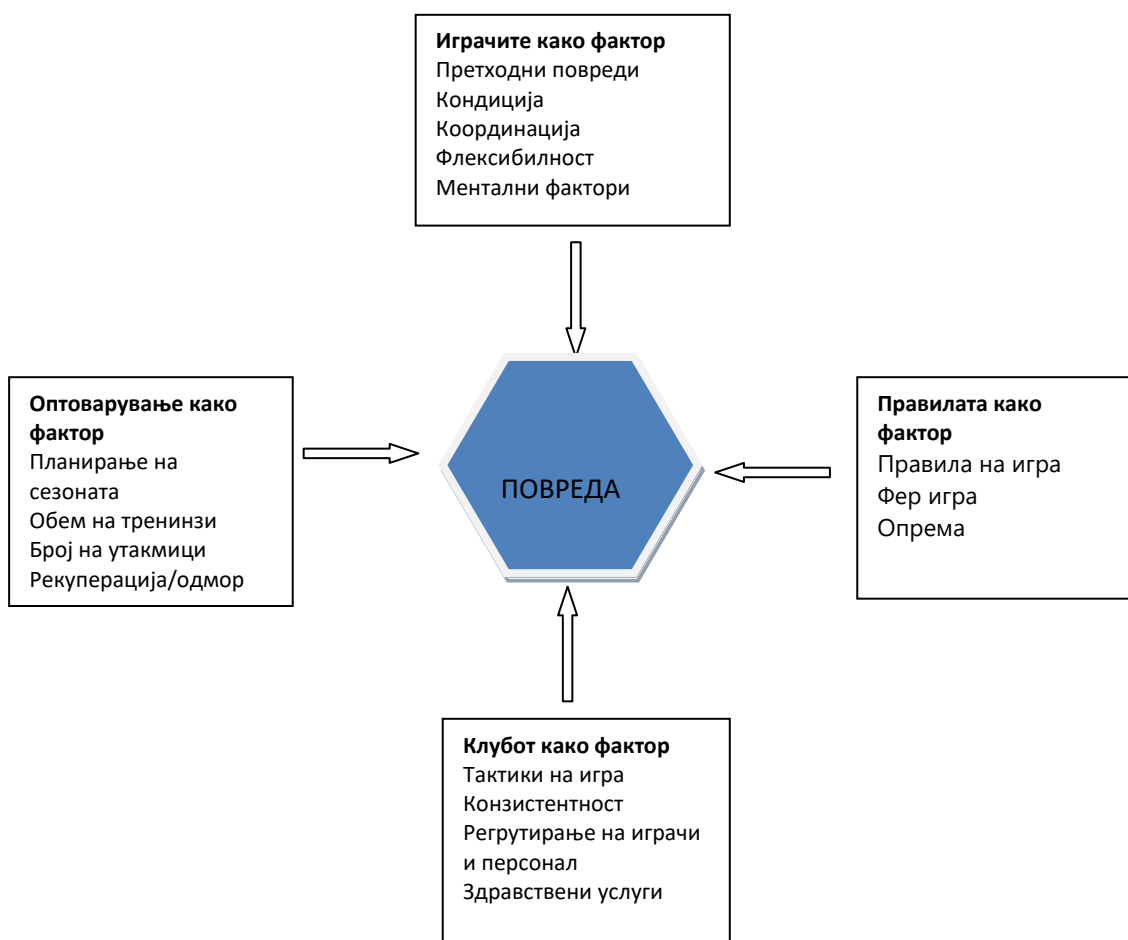 Играчите како фактор
Претходни повреди
Кондиција
Координација
Флексибилност
Ментални фактори
Оптоварување како
фактор
Планирање на
сезоната
Обем на тренинзи
Број на утакмици
Рекуперација/одмор
ПОВРЕДА
Правилата како
фактор
Правила на игра
Фер игра
Опрема
Клубот како фактор
Тактики на игра
Конзистентност
Регрутирање на играчи
и персонал
Здравствени услуги